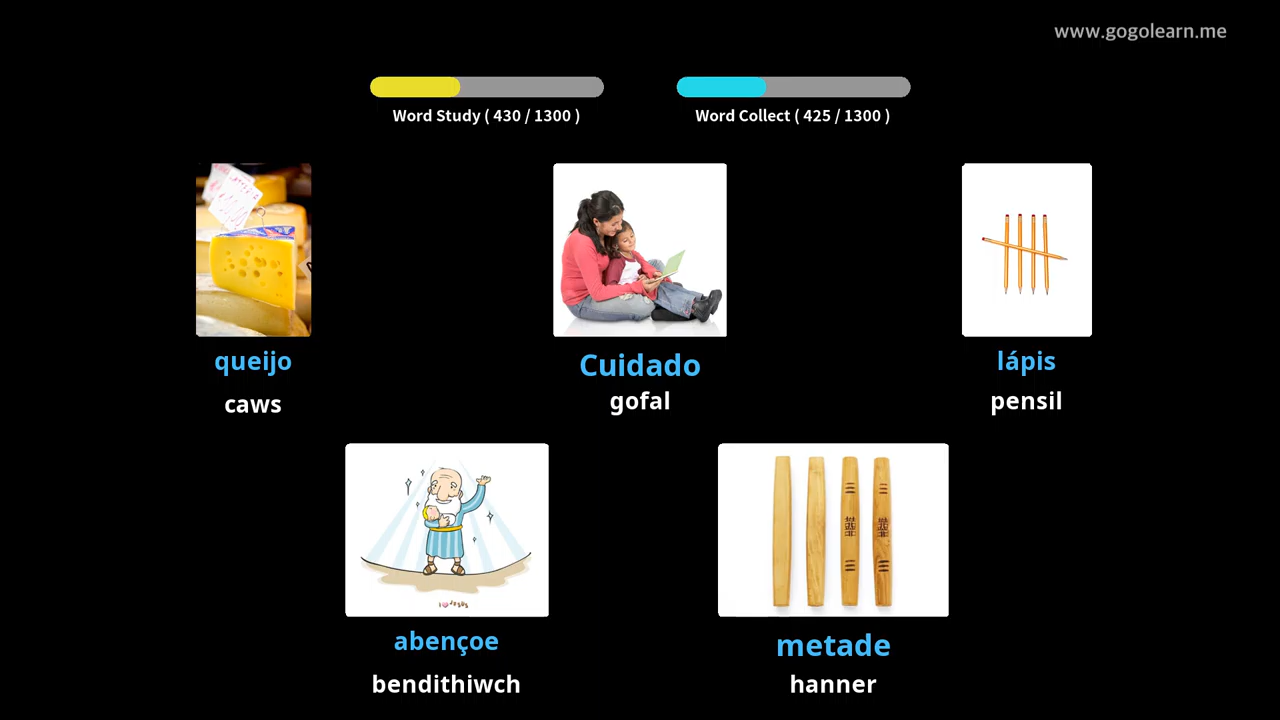 www.gogolearn.me
Word Study ( 430 / 1300 )
Word Collect ( 425 / 1300 )
queijo
Cuidado
lápis
caws
gofal
pensil
I ♥ JESUS
abençoe
metade
bendithiwch
hanner